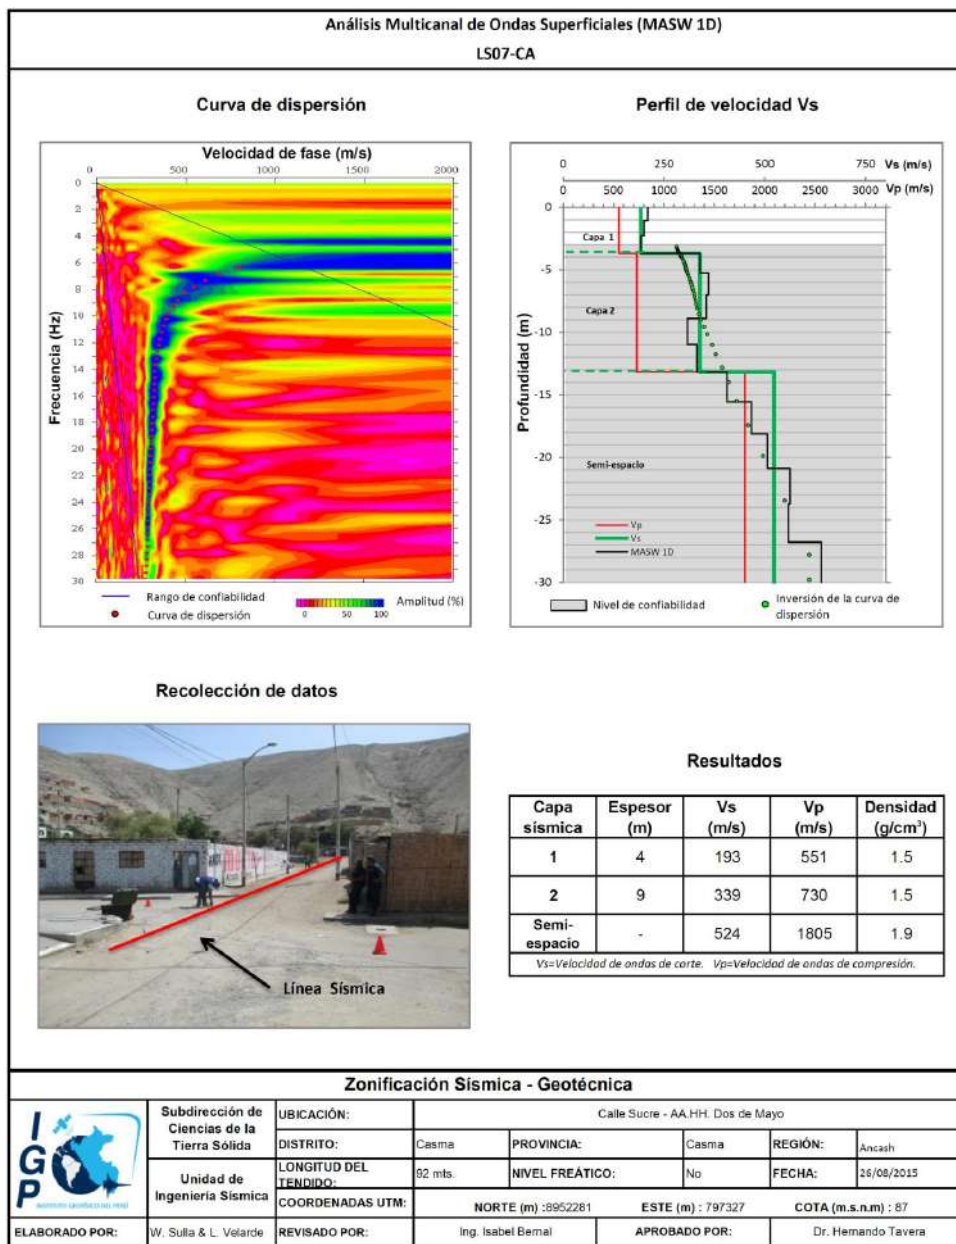 Análisis Multicanal de Ondas Superficiales (MASW 1D)
LS07-CA
Curva de dispersión
Perfil de velocidad Vs
Velocidad de fase (m/s)
0 500 1000 1500 2000
Frecuencia (Hz)
0
2
4
6
8
10
12
14
16
18
20
22
24
26
28
30
Rango de confiabilidad
Curva de dispersión
Amplitud (%)
0 50 100
0 250 500 750 Vs (m/s)
0 500 1000 1500 2000 2500 3000 Vp (m/s)
Profundidad (m)
0
-5
-10
-15
-20
-25
-30
Capa 1
Capa 2
Semi-espacio
Vp
Vs
MASW 1D
Nivel de confiabilidad
Inversión de la curva de
dispersión
Recolección de datos
Línea Sísmica
Resultados
Capa sísmica Espesor (m) Vs (m/s) Vp (m/s) Densidad (g/cm³)
1 4 193 551 1.5
2 9 339 730 1.5
Semi-espacio - 524 1805 1.9
Vs=Velocidad de ondas de corte. Vp=Velocidad de ondas de compresión.
Zonificación Sísmica - Geotécnica
IGP
INSTITUTO GEOFÍSICO DEL PERÚ
Subdirección de
Ciencias de la
Tierra Sólida
Unidad de
Ingeniería Sísmica
UBICACIÓN: Calle Sucre - AA.HH. Dos de Mayo
DISTRITO: Casma PROVINCIA: Casma REGIÓN: Ancash
LONGITUD DEL TENDIDO: 92 mts. NIVEL FREÁTICO: No FECHA: 26/08/2015
COORDENADAS UTM: NORTE (m) :8952281 ESTE (m) : 797327 COTA (m.s.n.m) : 87
ELABORADO POR: W. Sulla & L. Velarde REVISADO POR: Ing. Isabel Bernal APROBADO POR: Dr. Hernando Tavera